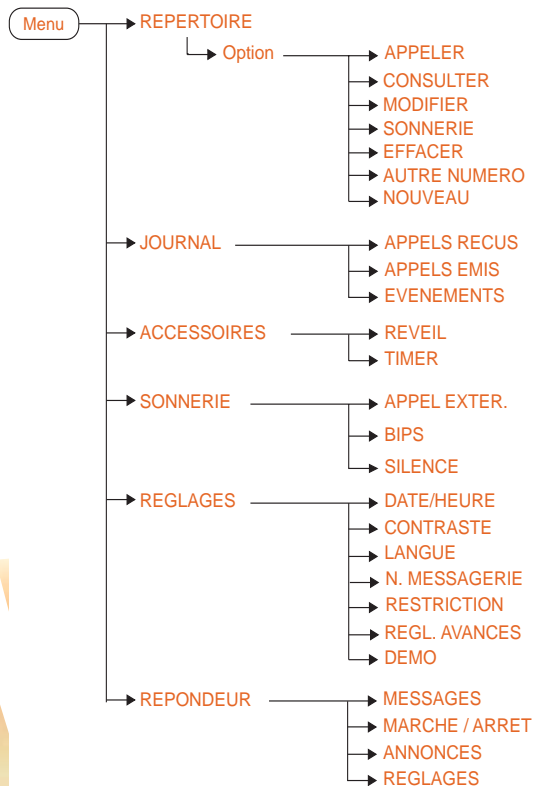 Menu
REPERTOIRE
Option
APPELER
CONSULTER
MODIFIER
SONNERIE
EFFACER
AUTRE NUMERO
NOUVEAU
JOURNAL
APPELS RECUS
APPELS EMIS
EVENEMENTS
ACCESSOIRES
REVEIL
TIMER
SONNERIE
APPEL EXTER.
BIPS
SILENCE
REGLAGES
DATE/HEURE
CONTRASTE
LANGUE
N. MESSAGERIE
RESTRICTION
REGL. AVANCES
DEMO
REPONDEUR
MESSAGES
MARCHE / ARRET
ANNONCES
REGLAGES